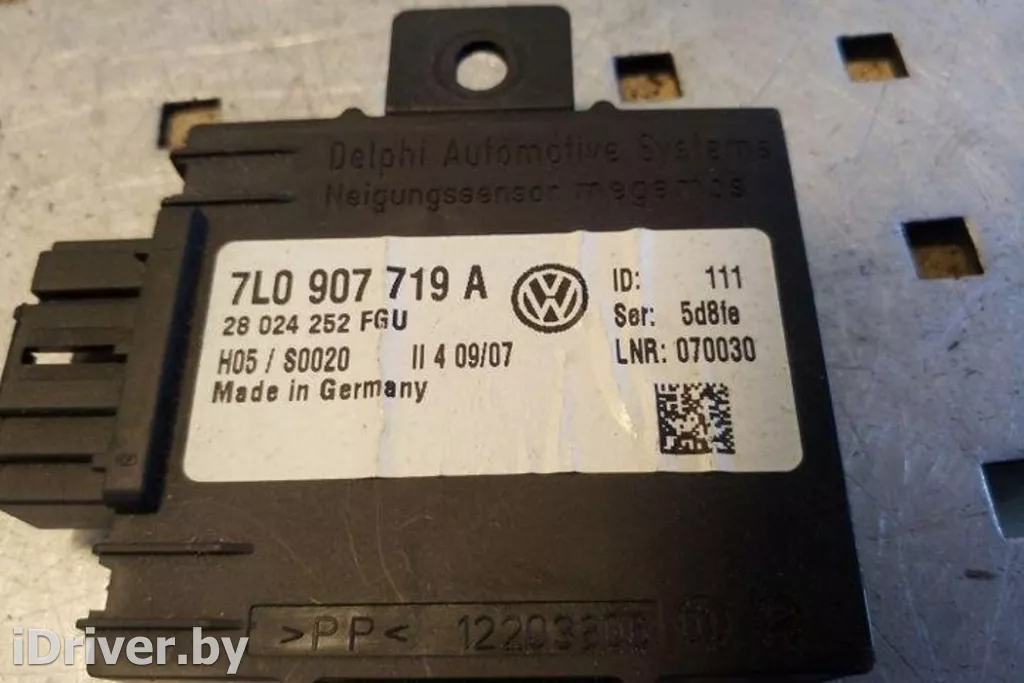 Delphi Automotive Systems
Neigungssensor megamos
7L0 907 719 A
28 024 252 FGU
H05 / S0020 II 4 09/07
Made in Germany
ID: 111
Ser: 5d8fe
LNR: 070030
>PP<
iDriver.by